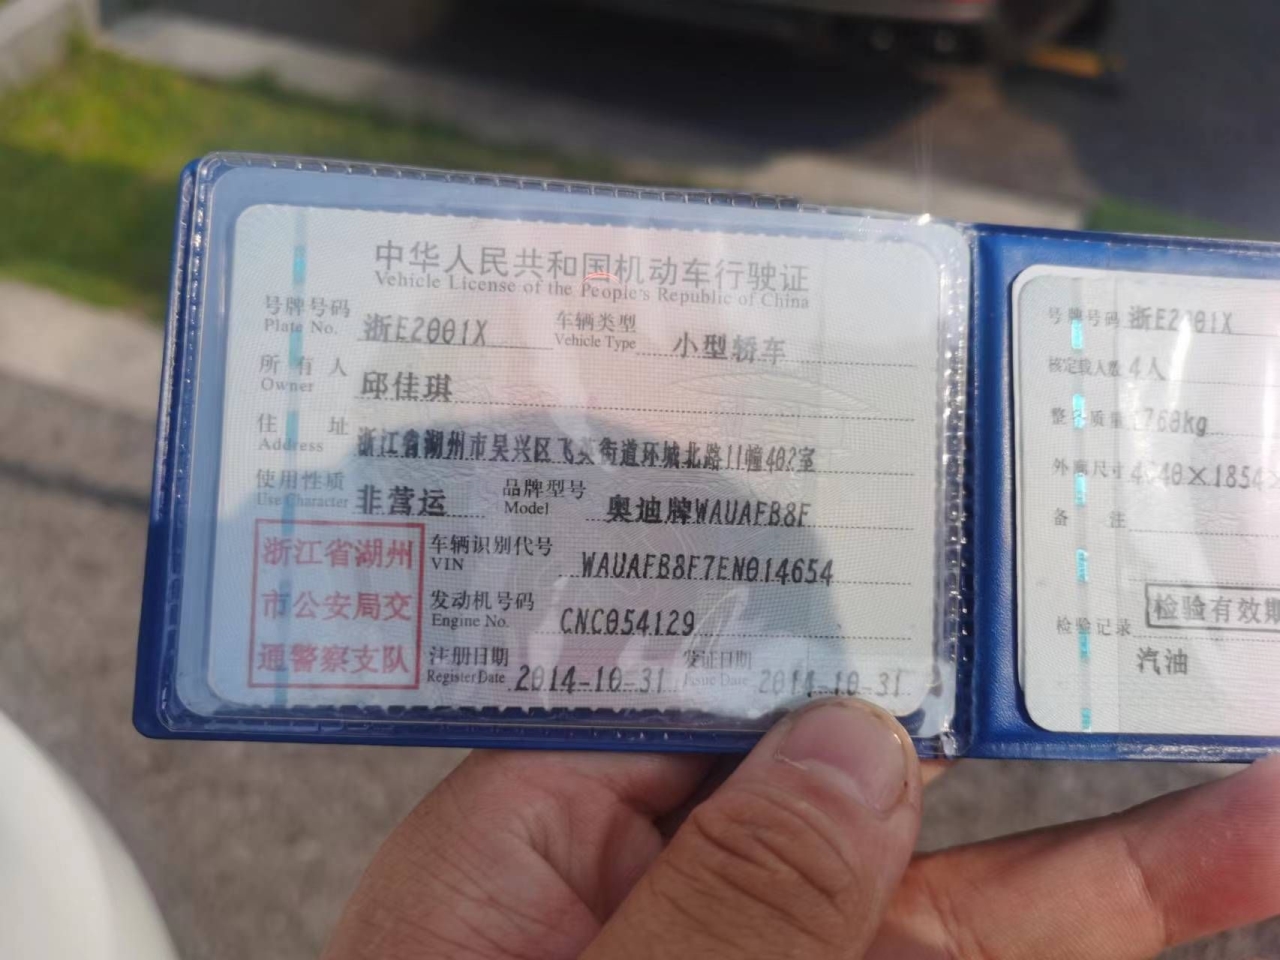 中华人民共和国机动车行驶证
Vehicle License of the People's Republic of China
号牌号码 浙E2001X 车辆类型 小型轿车
Plate No. Vehicle Type
所有人 邱佳琪
Owner
住址 浙江省湖州市吴兴区飞英街道环城北路11幢402室
Address
使用性质 非营运 品牌型号 奥迪牌WAUAFB8F
Use Character Model
浙江省湖州
市公安局交
通警察支队
车辆识别代号 WAUAFB8F7EN014654
VIN
发动机号码 CNC054129
Engine No.
注册日期 2014-10-31 发证日期 2014-10-31
Register Date Issue Date
号牌号码 浙E2001X
核定载人数 4人
整备质量
外廓尺寸
备注
检验有效期
检验记录
汽油